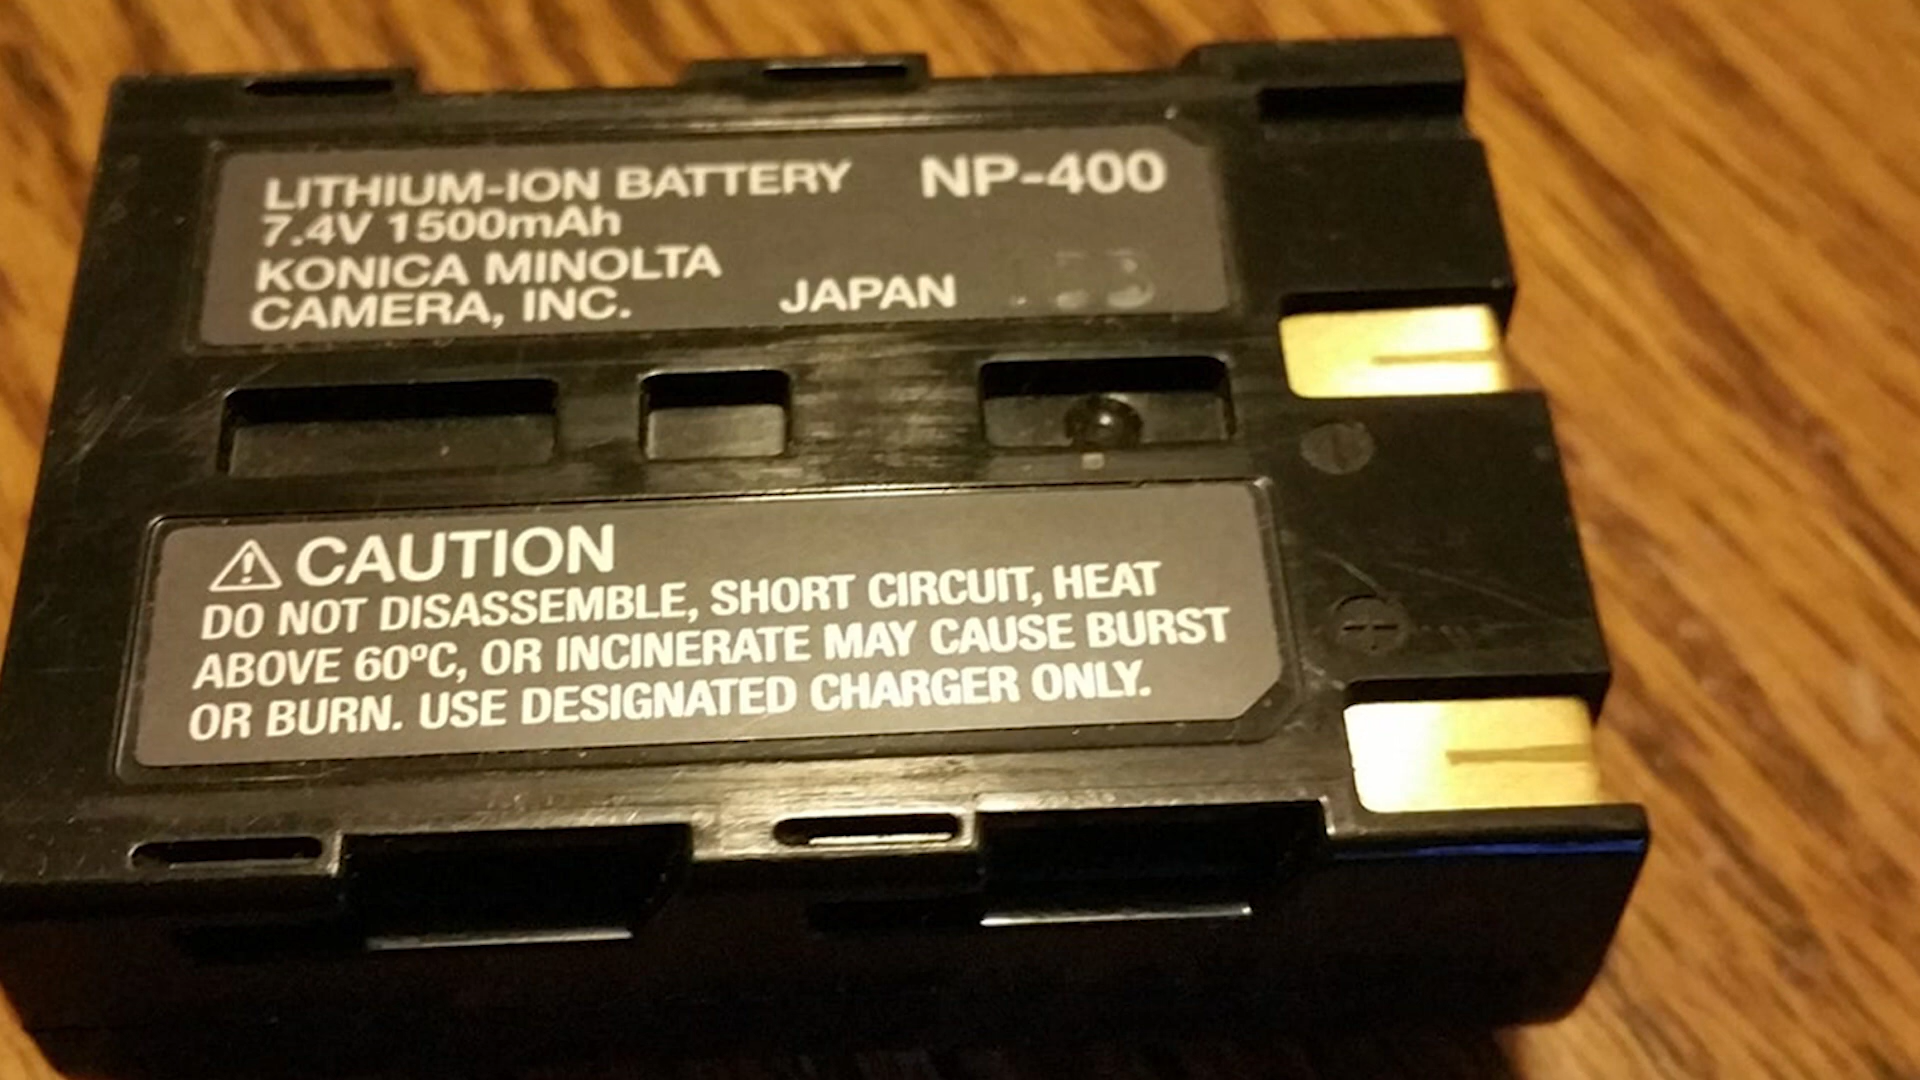 LITHIUM-ION BATTERY NP-400
7.4V 1500mAh
KONICA MINOLTA
CAMERA, INC. JAPAN
⚠ CAUTION
DO NOT DISASSEMBLE, SHORT CIRCUIT, HEAT
ABOVE 60ºC, OR INCINERATE MAY CAUSE BURST
OR BURN. USE DESIGNATED CHARGER ONLY.